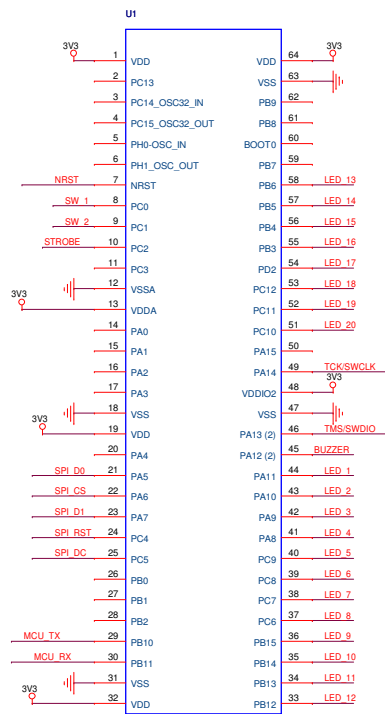 U1
3V3 1 VDD VDD 64 3V3
2 PC13 VSS 63
3 PC14_OSC32_IN PB9 62
4 PC15_OSC32_OUT PB8 61
5 PH0-OSC_IN BOOT0 60
6 PH1_OSC_OUT PB7 59
NRST 7 NRST PB6 58 LED_13
SW_1 8 PC0 PB5 57 LED_14
SW_2 9 PC1 PB4 56 LED_15
STROBE 10 PC2 PB3 55 LED_16
11 PC3 PD2 54 LED_17
12 VSSA PC12 53 LED_18
3V3 13 VDDA PC11 52 LED_19
14 PA0 PC10 51 LED_20
15 PA1 PA15 50
16 PA2 PA14 49 TCK/SWCLK
17 PA3 VDDIO2 48 3V3
18 VSS VSS 47
3V3 19 VDD PA13 (2) 46 TMS/SWDIO
20 PA4 PA12 (2) 45 BUZZER
SPI_D0 21 PA5 PA11 44 LED_1
SPI_CS 22 PA6 PA10 43 LED_2
SPI_D1 23 PA7 PA9 42 LED_3
SPI_RST 24 PC4 PA8 41 LED_4
SPI_DC 25 PC5 PC9 40 LED_5
26 PB0 PC8 39 LED_6
27 PB1 PC7 38 LED_7
28 PB2 PC6 37 LED_8
MCU_TX 29 PB10 PB15 36 LED_9
MCU_RX 30 PB11 PB14 35 LED_10
31 VSS PB13 34 LED_11
3V3 32 VDD PB12 33 LED_12